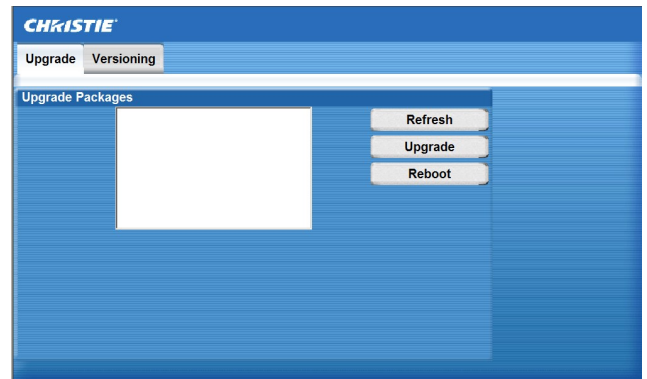 CHRISTIE
Upgrade Versioning
Upgrade Packages
Refresh
Upgrade
Reboot